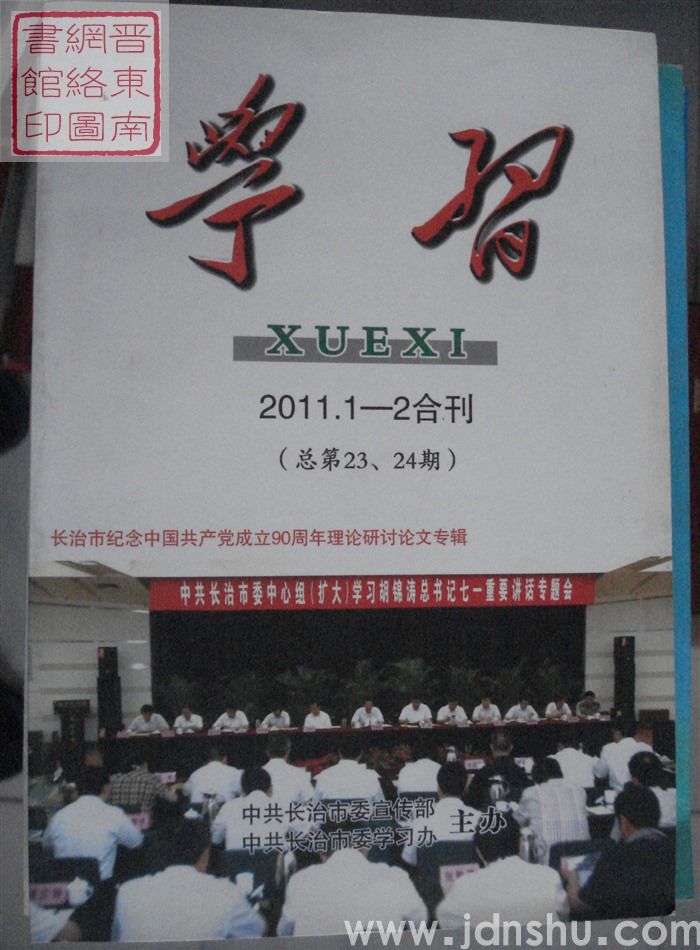 晋東南
網絡圖
書館印
學習
XUEXI
2011.1—2合刊
（总第23、24期）
长治市纪念中国共产党成立90周年理论研讨论文专辑
中共长治市委中心组（扩大）学习胡锦涛总书记七一重要讲话专题会
中共长治市委宣传部
中共长治市委学习办
主办
www.jdnshu.com